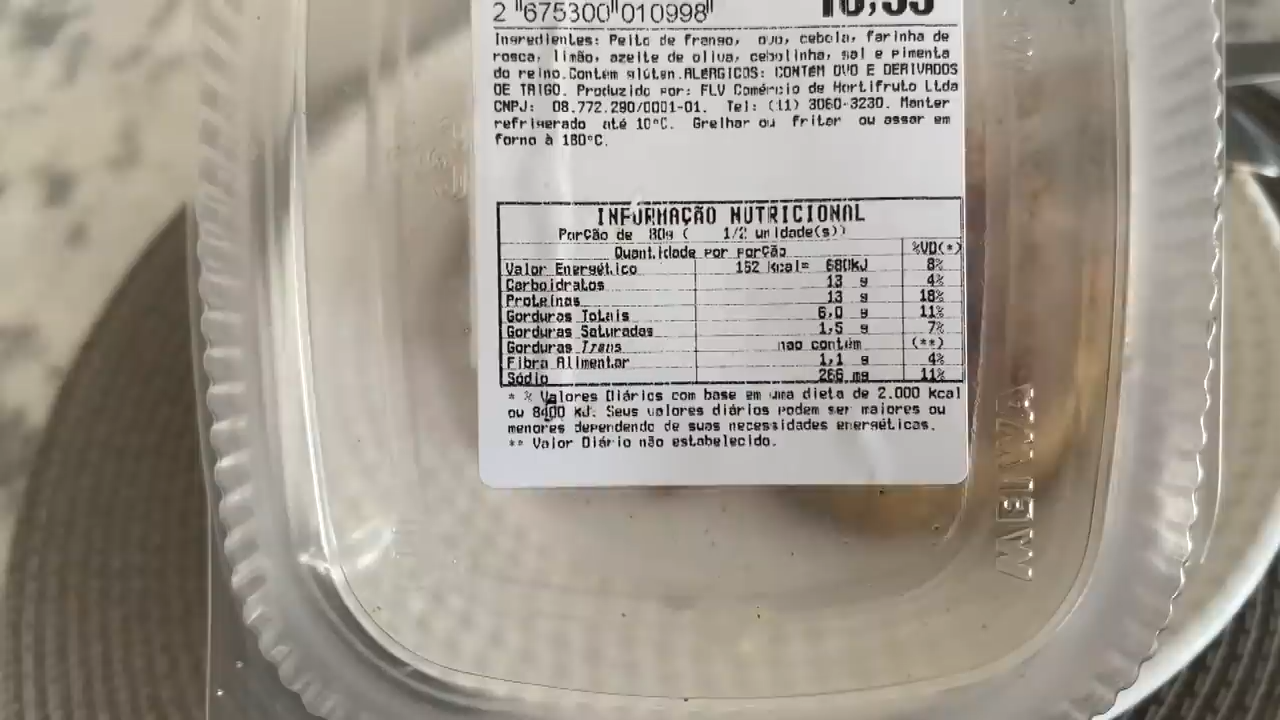 2 675300 010998
Ingredientes: Peito de frango, ovo, cebola, farinha de
rosca, limão, azeite de oliva, cebolinha, sal e pimenta
do reino. Contém glúten. ALÉRGICOS: CONTÉM OVO E DERIVADOS
DE TRIGO. Produzido por: FLV Comércio de Hortifruto Ltda
CNPJ: 08.772.290/0001-01. Tel: (11) 3060-3230. Manter
refrigerado até 10°C. Grelhar ou fritar ou assar em
forno à 180°C.
INFORMAÇÃO NUTRICIONAL
Porção de 80g ( 1/2 unidade(s))
Quantidade por porção %VD(*)
Valor Energético 162 kcal= 680kJ 8%
Carboidratos 13 g 4%
Proteínas 13 g 18%
Gorduras Totais 6,0 g 11%
Gorduras Saturadas 1,5 g 7%
Gorduras Trans não contém (**)
Fibra Alimentar 1,1 g 4%
Sódio 266 mg 11%
* % Valores Diários com base em uma dieta de 2.000 kcal
ou 8400 kJ. Seus valores diários podem ser maiores ou
menores dependendo de suas necessidades energéticas.
** Valor Diário não estabelecido.